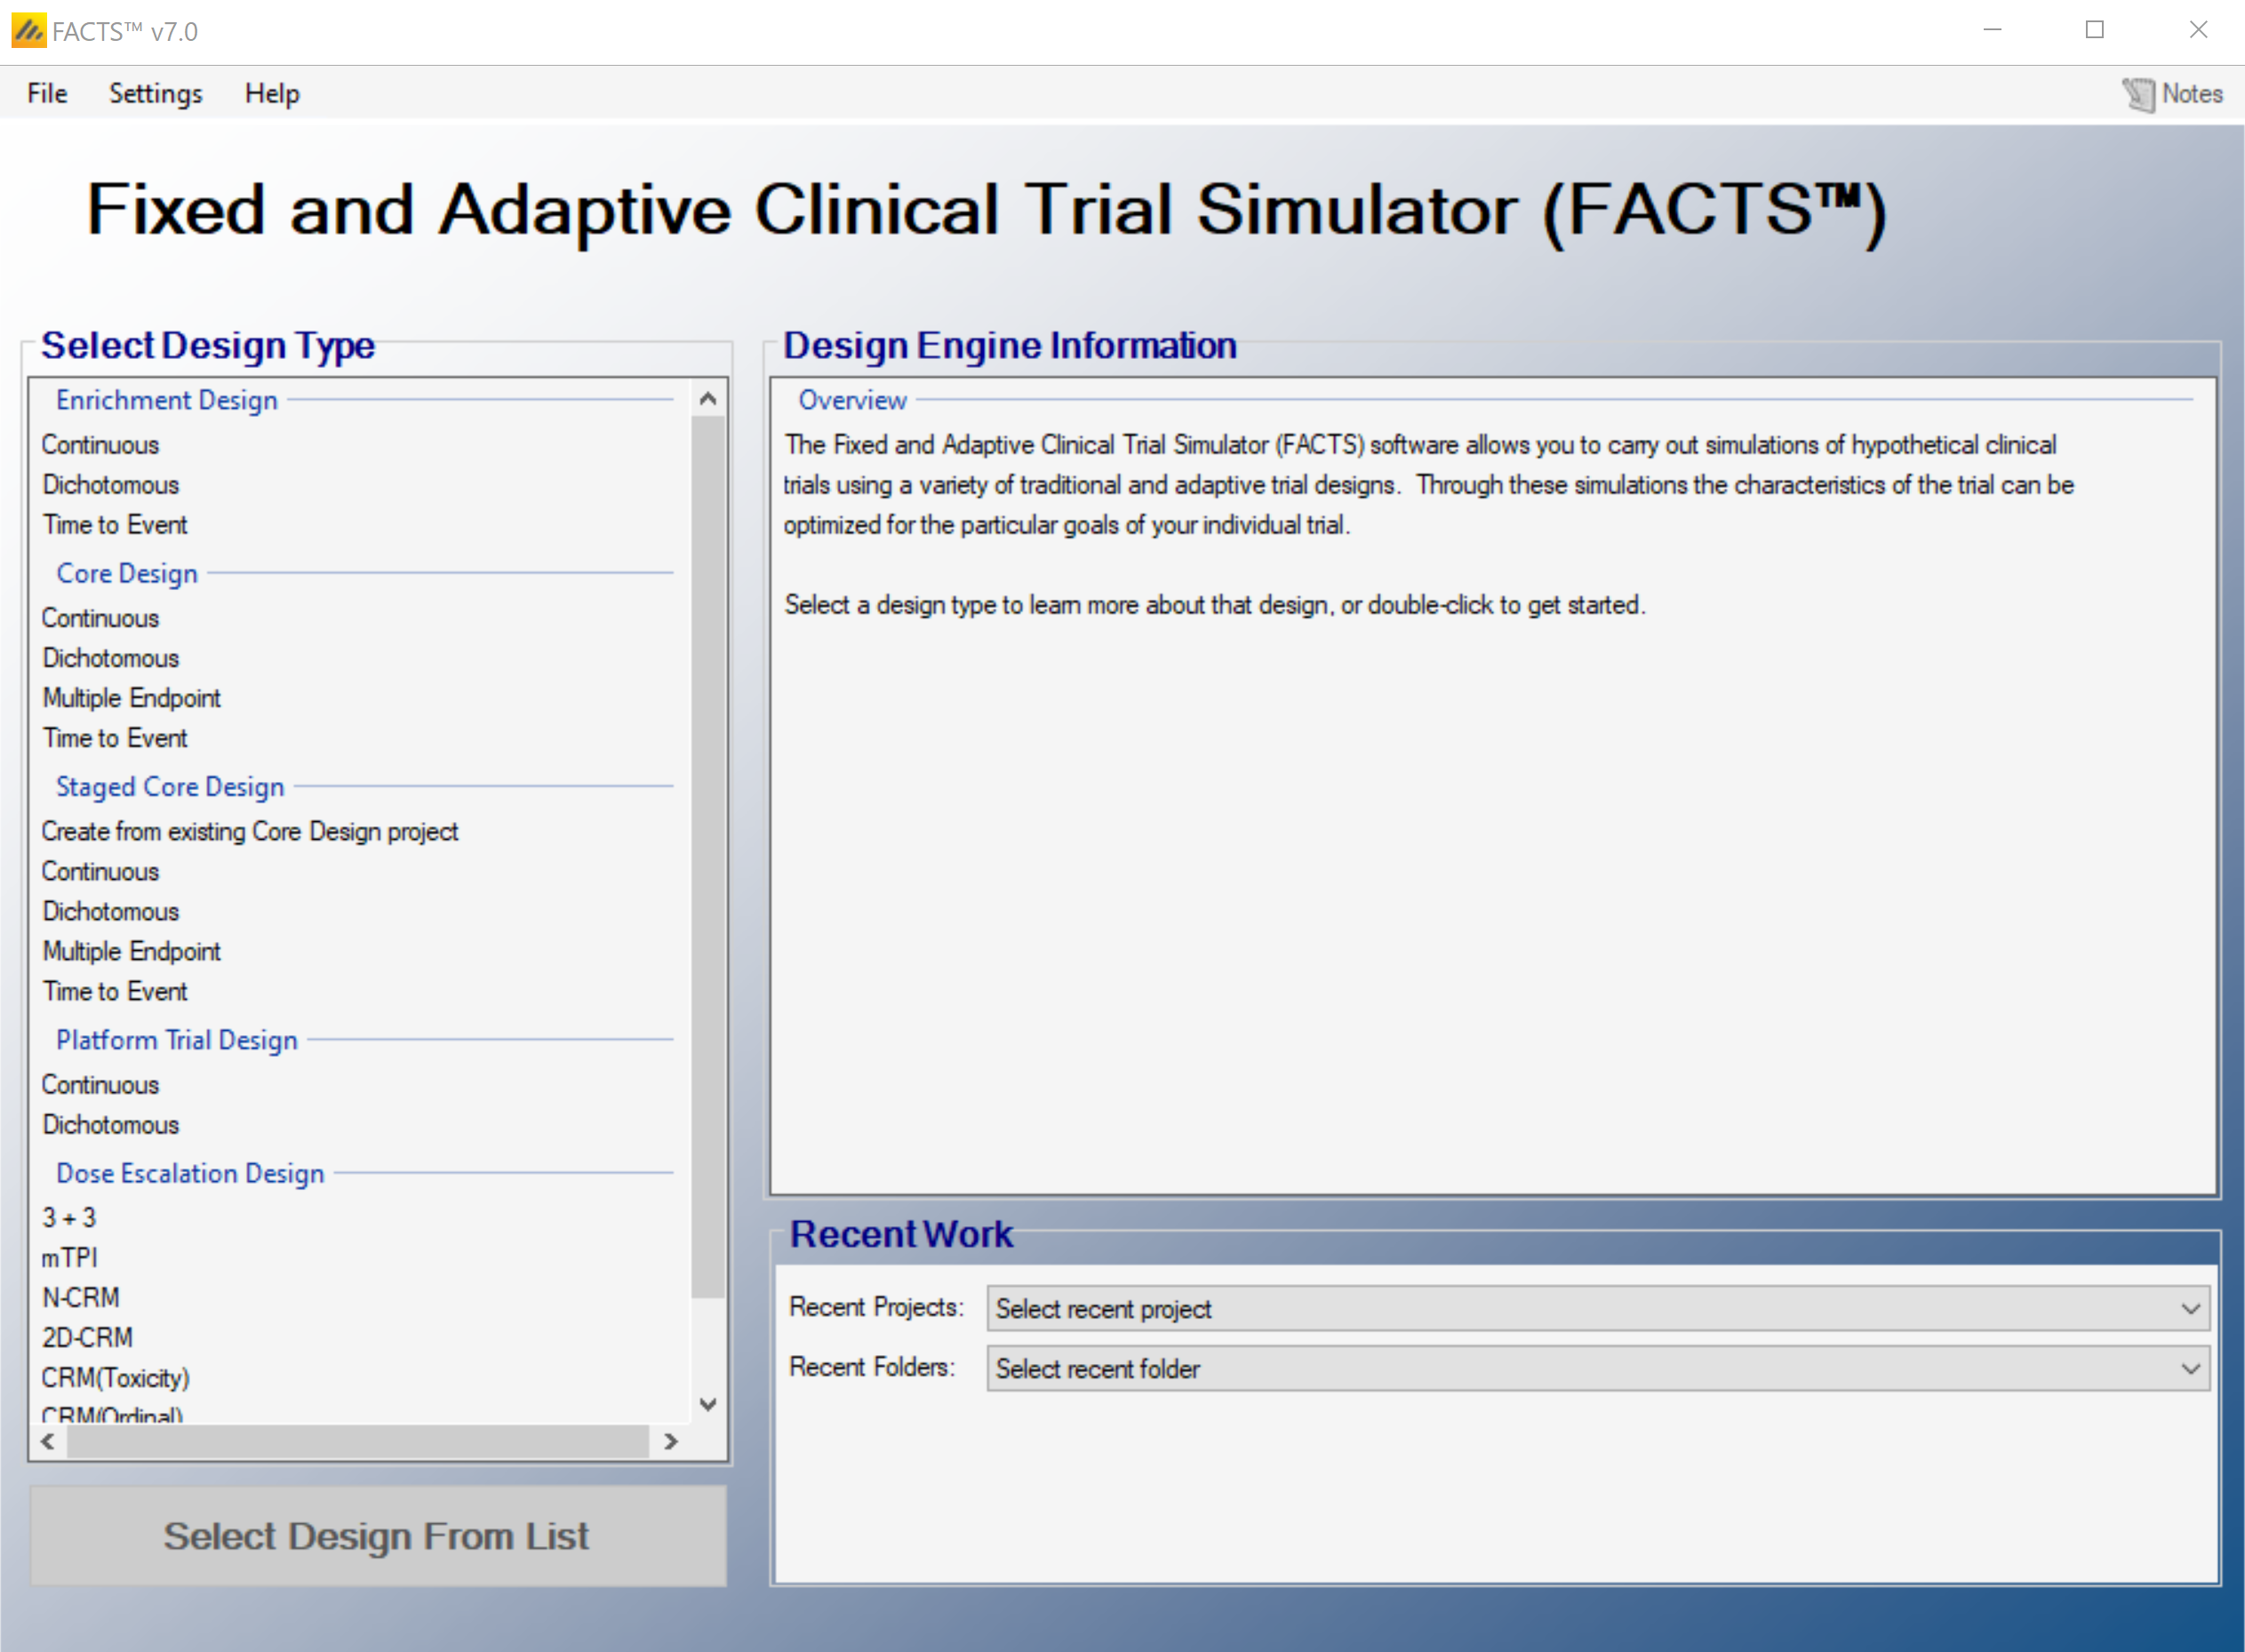 FACTS™ v7.0
File Settings Help Notes
Fixed and Adaptive Clinical Trial Simulator (FACTS™)
Select Design Type
Enrichment Design
Continuous
Dichotomous
Time to Event
Core Design
Continuous
Dichotomous
Multiple Endpoint
Time to Event
Staged Core Design
Create from existing Core Design project
Continuous
Dichotomous
Multiple Endpoint
Time to Event
Platform Trial Design
Continuous
Dichotomous
Dose Escalation Design
3 + 3
mTPI
N-CRM
2D-CRM
CRM(Toxicity)
CRM(Ordinal)
Select Design From List
Design Engine Information
Overview
The Fixed and Adaptive Clinical Trial Simulator (FACTS) software allows you to carry out simulations of hypothetical clinical
trials using a variety of traditional and adaptive trial designs.  Through these simulations the characteristics of the trial can be
optimized for the particular goals of your individual trial.
Select a design type to learn more about that design, or double-click to get started.
Recent Work
Recent Projects: Select recent project
Recent Folders: Select recent folder